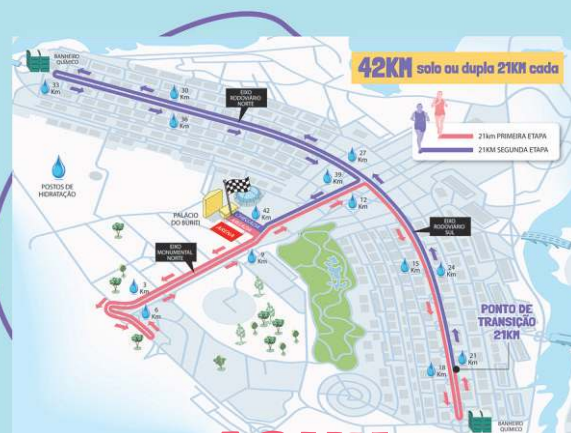 42KM solo ou dupla 21KM cada
BANHEIRO
QUÍMICO
33
Km
30
Km
EIXO
RODOVIÁRIO
NORTE
36
Km
21km PRIMEIRA ETAPA
21KM SEGUNDA ETAPA
27
Km
POSTOS DE
HIDRATAÇÃO
39
Km
PALÁCIO
DO BURITI
42
Km
12
Km
ARENA
EIXO
MONUMENTAL
NORTE
9
Km
EIXO
RODOVIÁRIO
SUL
15
Km
24
Km
3
Km
6
Km
PONTO DE
TRANSIÇÃO
21KM
21
Km
18
Km
BANHEIRO
QUÍMICO